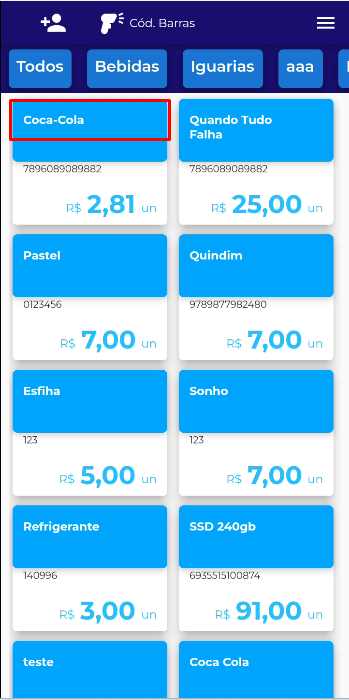 Cód. Barras
Todos
Bebidas
Iguarias
aaa
Coca-Cola
7896089089882
R$ 2,81 un
Quando Tudo
Falha
7896089089882
R$ 25,00 un
Pastel
0123456
R$ 7,00 un
Quindim
9789877982480
R$ 7,00 un
Esfiha
123
R$ 5,00 un
Sonho
123
R$ 7,00 un
Refrigerante
140996
R$ 3,00 un
SSD 240gb
6935515100874
R$ 91,00 un
teste
Coca Cola